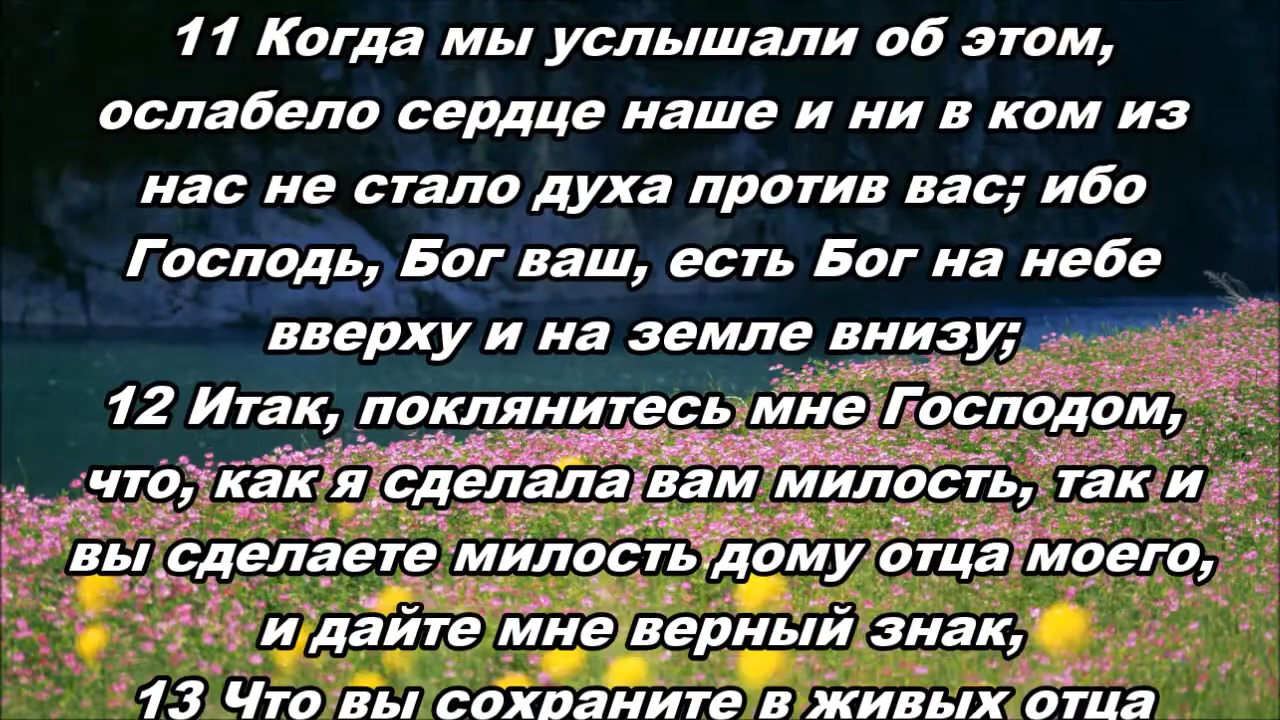 11 Когда мы услышали об этом,
ослабело сердце наше и ни в ком из
нас не стало духа против вас; ибо
Господь, Бог ваш, есть Бог на небе
вверху и на земле внизу;
12 Итак, поклянитесь мне Господом,
что, как я сделала вам милость, так и
вы сделаете милость дому отца моего,
и дайте мне верный знак,
13 Что вы сохраните в живых отца